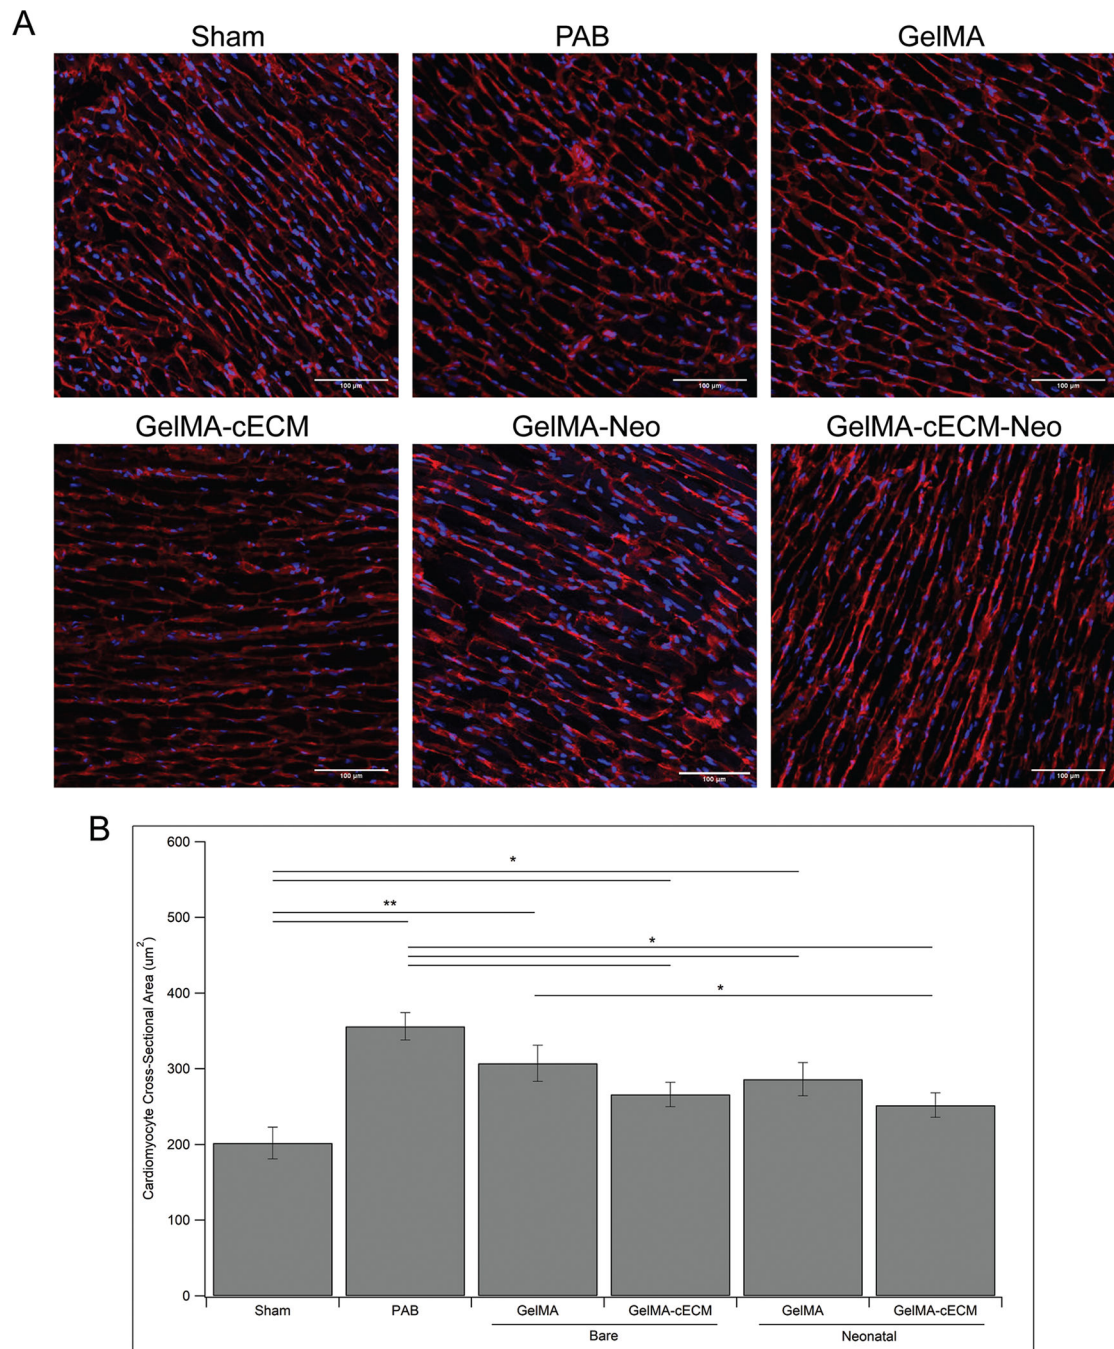 A
Sham PAB GelMA
100 µm 100 µm 100 µm
GelMA-cECM GelMA-Neo GelMA-cECM-Neo
100 µm 100 µm 100 µm
B
Cardiomyocyte Cross-Sectional Area (um²)
600
500
400
300
200
100
0
*
**
*
*
Sham PAB GelMA GelMA-cECM GelMA GelMA-cECM
Bare Neonatal